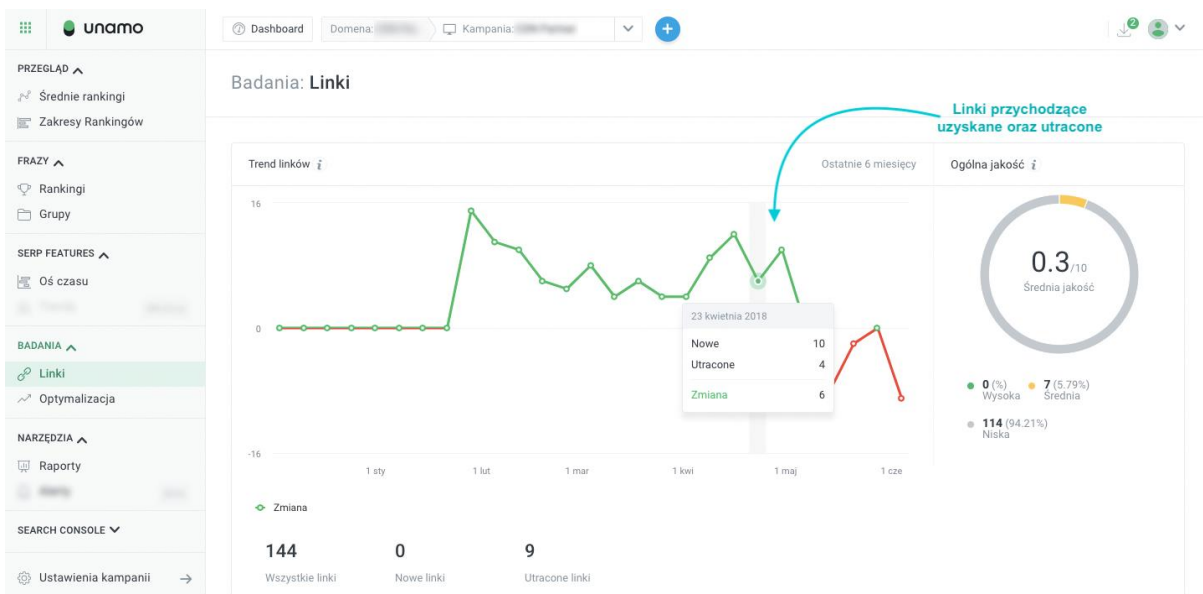 unamo
Dashboard
Domena:
Kampania:
2
PRZEGLĄD
Średnie rankingi
Zakresy Rankingów
FRAZY
Rankingi
Grupy
SERP FEATURES
Oś czasu
BADANIA
Linki
Optymalizacja
NARZĘDZIA
Raporty
SEARCH CONSOLE
Ustawienia kampanii
Badania: Linki
Linki przychodzące
uzyskane oraz utracone
Trend linków i
Ostatnie 6 miesięcy
16
0
-16
23 kwietnia 2018
Nowe 10
Utracone 4
Zmiana 6
1 sty 1 lut 1 mar 1 kwi 1 maj 1 cze
Zmiana
144 0 9
Wszystkie linki Nowe linki Utracone linki
Ogólna jakość i
0.3/10
Średnia jakość
0 (%) 7 (5.79%)
Wysoka Średnia
114 (94.21%)
Niska